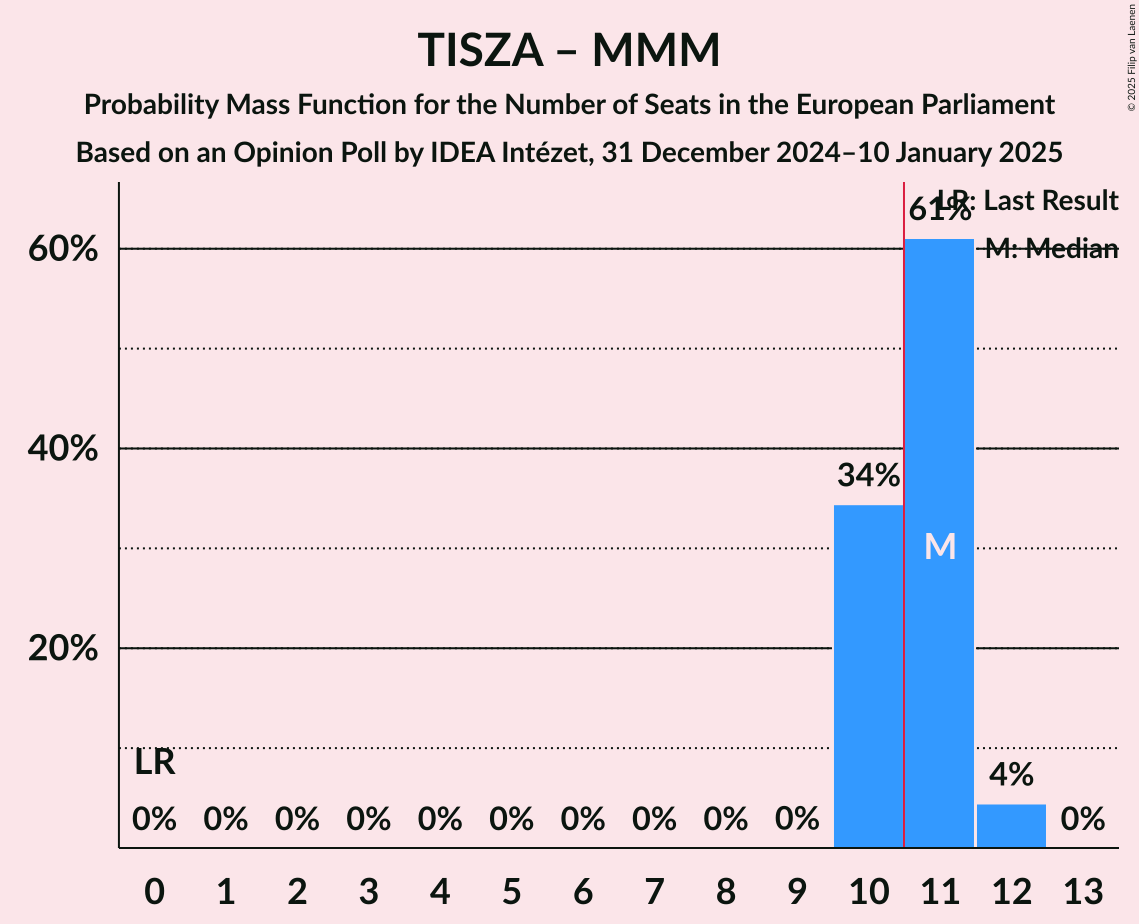 TISZA – MMM
Probability Mass Function for the Number of Seats in the European Parliament
Based on an Opinion Poll by IDEA Intézet, 31 December 2024–10 January 2025
© 2025 Filip van Laenen
LR: Last Result
M: Median
60%
40%
20%
61%
34%
M
LR
4%
0% 0% 0% 0% 0% 0% 0% 0% 0% 0% 0%
0 1 2 3 4 5 6 7 8 9 10 11 12 13